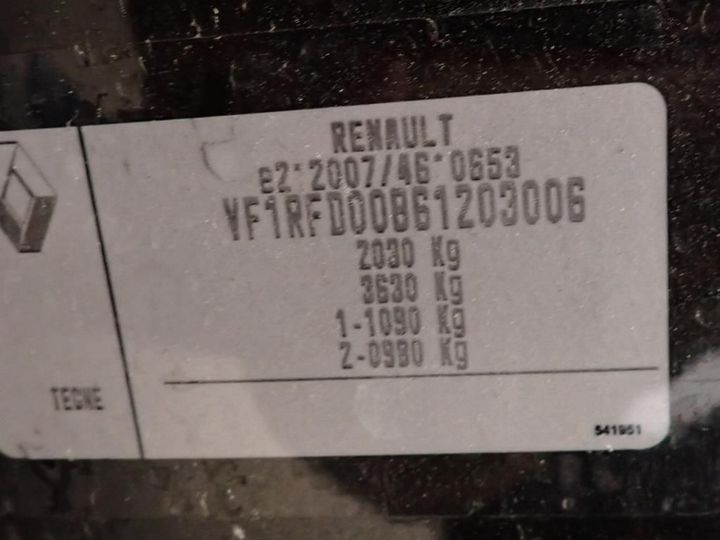 RENAULT
e2*2007/46*0653
VF1RFD00861203006
2030 Kg
3630 Kg
1-1090 Kg
2-0980 Kg
TECNE
541951